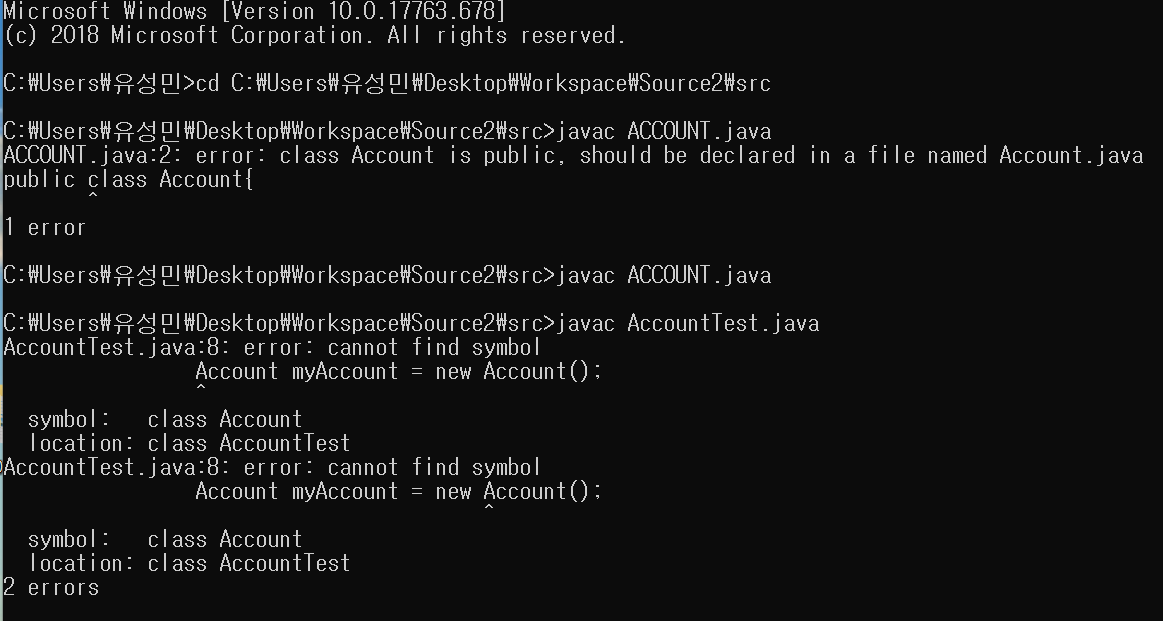 Microsoft Windows [Version 10.0.17763.678]
(c) 2018 Microsoft Corporation. All rights reserved.
C:₩Users₩유성민>cd C:₩Users₩유성민₩Desktop₩Workspace₩Source2₩src
C:₩Users₩유성민₩Desktop₩Workspace₩Source2₩src>javac ACCOUNT.java
ACCOUNT.java:2: error: class Account is public, should be declared in a file named Account.java
public class Account{
^
1 error
C:₩Users₩유성민₩Desktop₩Workspace₩Source2₩src>javac ACCOUNT.java
C:₩Users₩유성민₩Desktop₩Workspace₩Source2₩src>javac AccountTest.java
AccountTest.java:8: error: cannot find symbol
Account myAccount = new Account();
^
symbol:   class Account
location: class AccountTest
AccountTest.java:8: error: cannot find symbol
Account myAccount = new Account();
^
symbol:   class Account
location: class AccountTest
2 errors